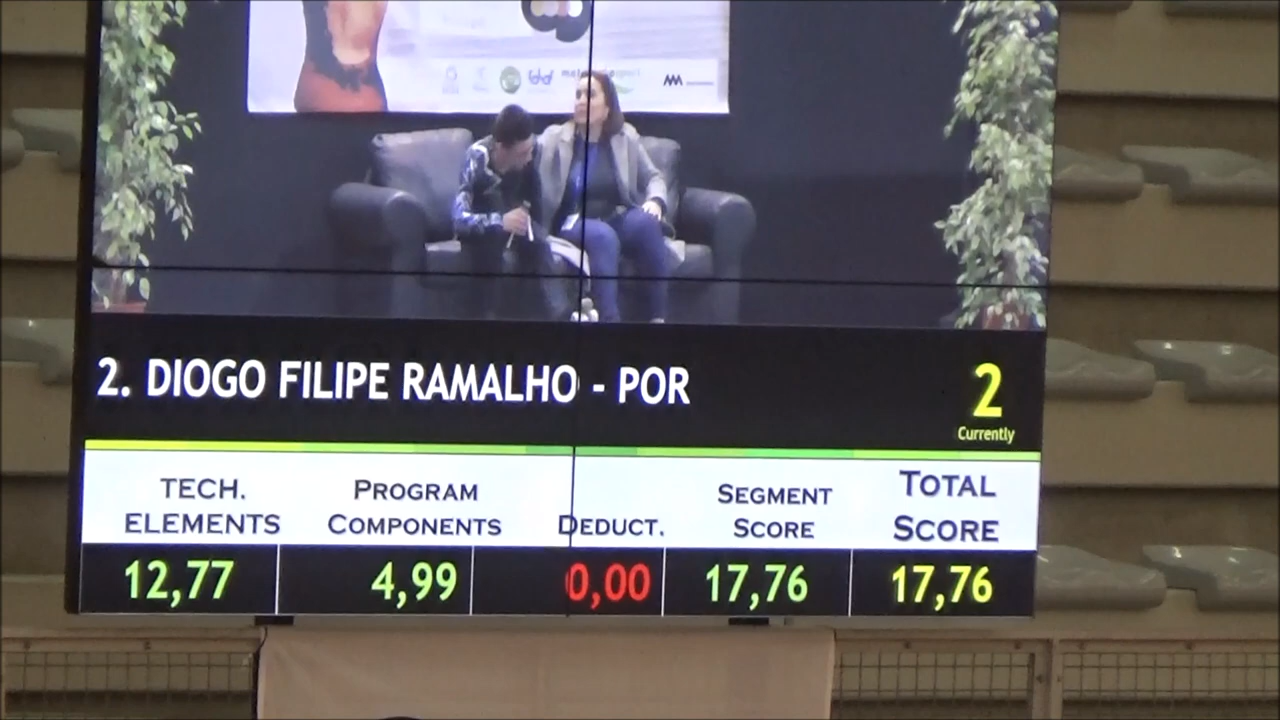 2. DIOGO FILIPE RAMALHO - POR
2
Currently
TECH. ELEMENTS
PROGRAM COMPONENTS
DEDUCT.
SEGMENT SCORE
TOTAL SCORE
12,77
4,99
0,00
17,76
17,76